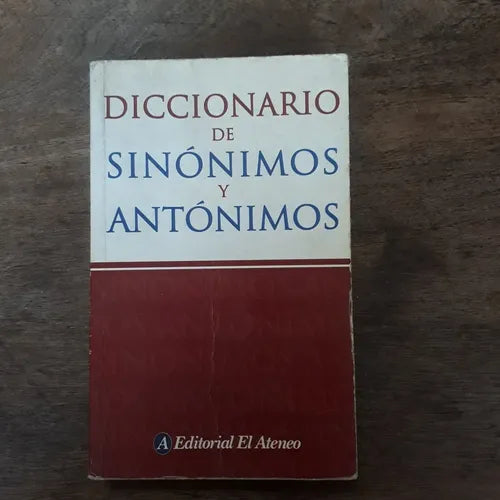 DICCIONARIO
DE
SINÓNIMOS
Y
ANTÓNIMOS
A Editorial El Ateneo